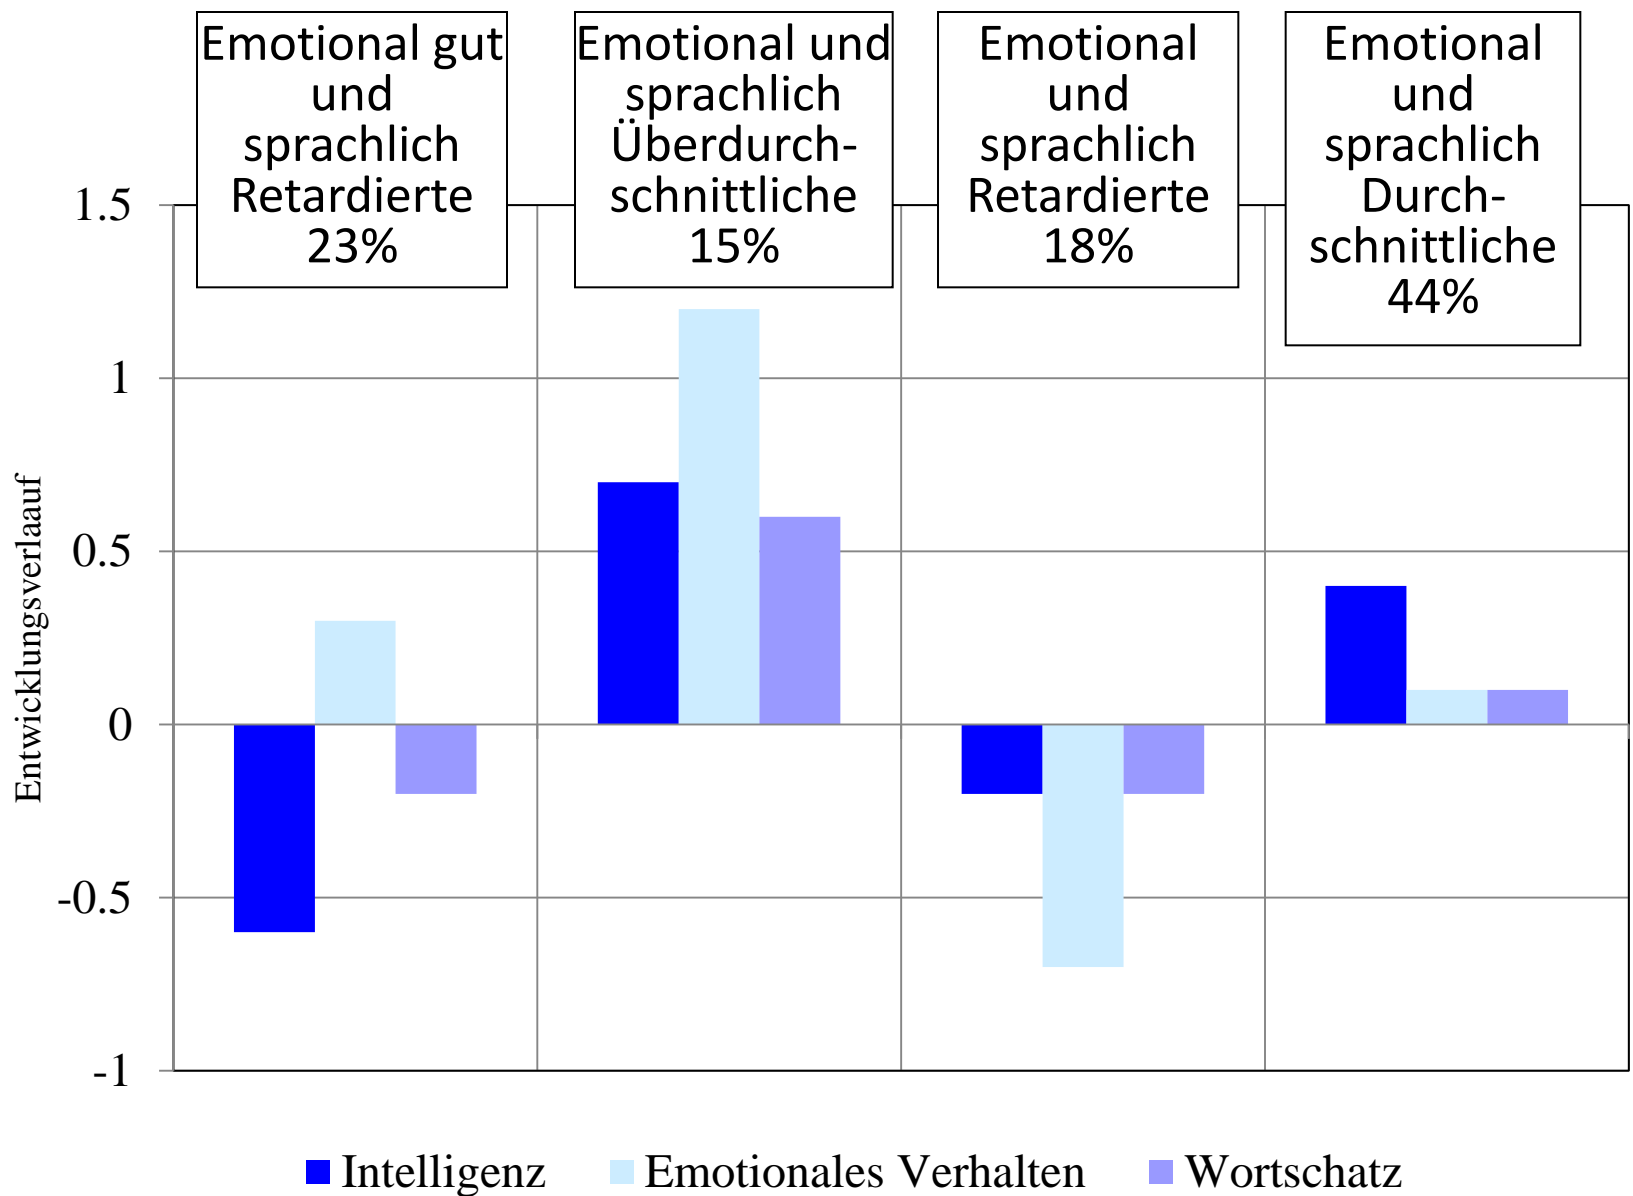 Emotional gut
und
sprachlich
Retardierte
23%
Emotional und
sprachlich
Überdurch-
schnittliche
15%
Emotional
und
sprachlich
Retardierte
18%
Emotional
und
sprachlich
Durch-
schnittliche
44%
1.5
1
0.5
0
-0.5
-1
Entwicklungsverlaauf
Intelligenz
Emotionales Verhalten
Wortschatz